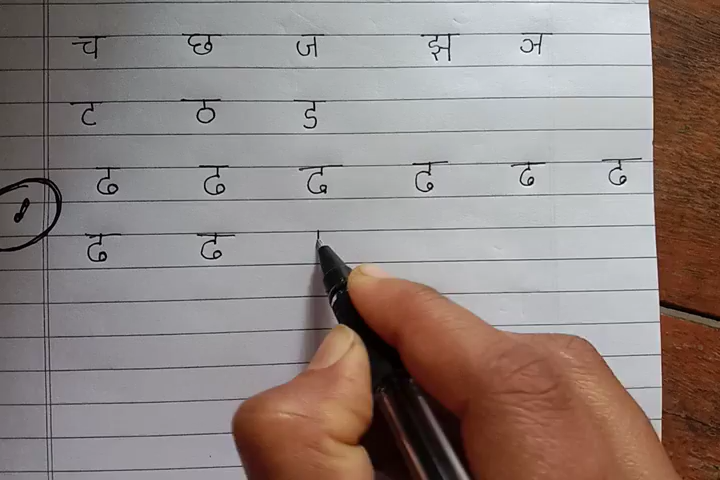 च छ ज झ ञ
ट ठ ड
ढ ढ ढ ढ ढ ढ
ढ ढ